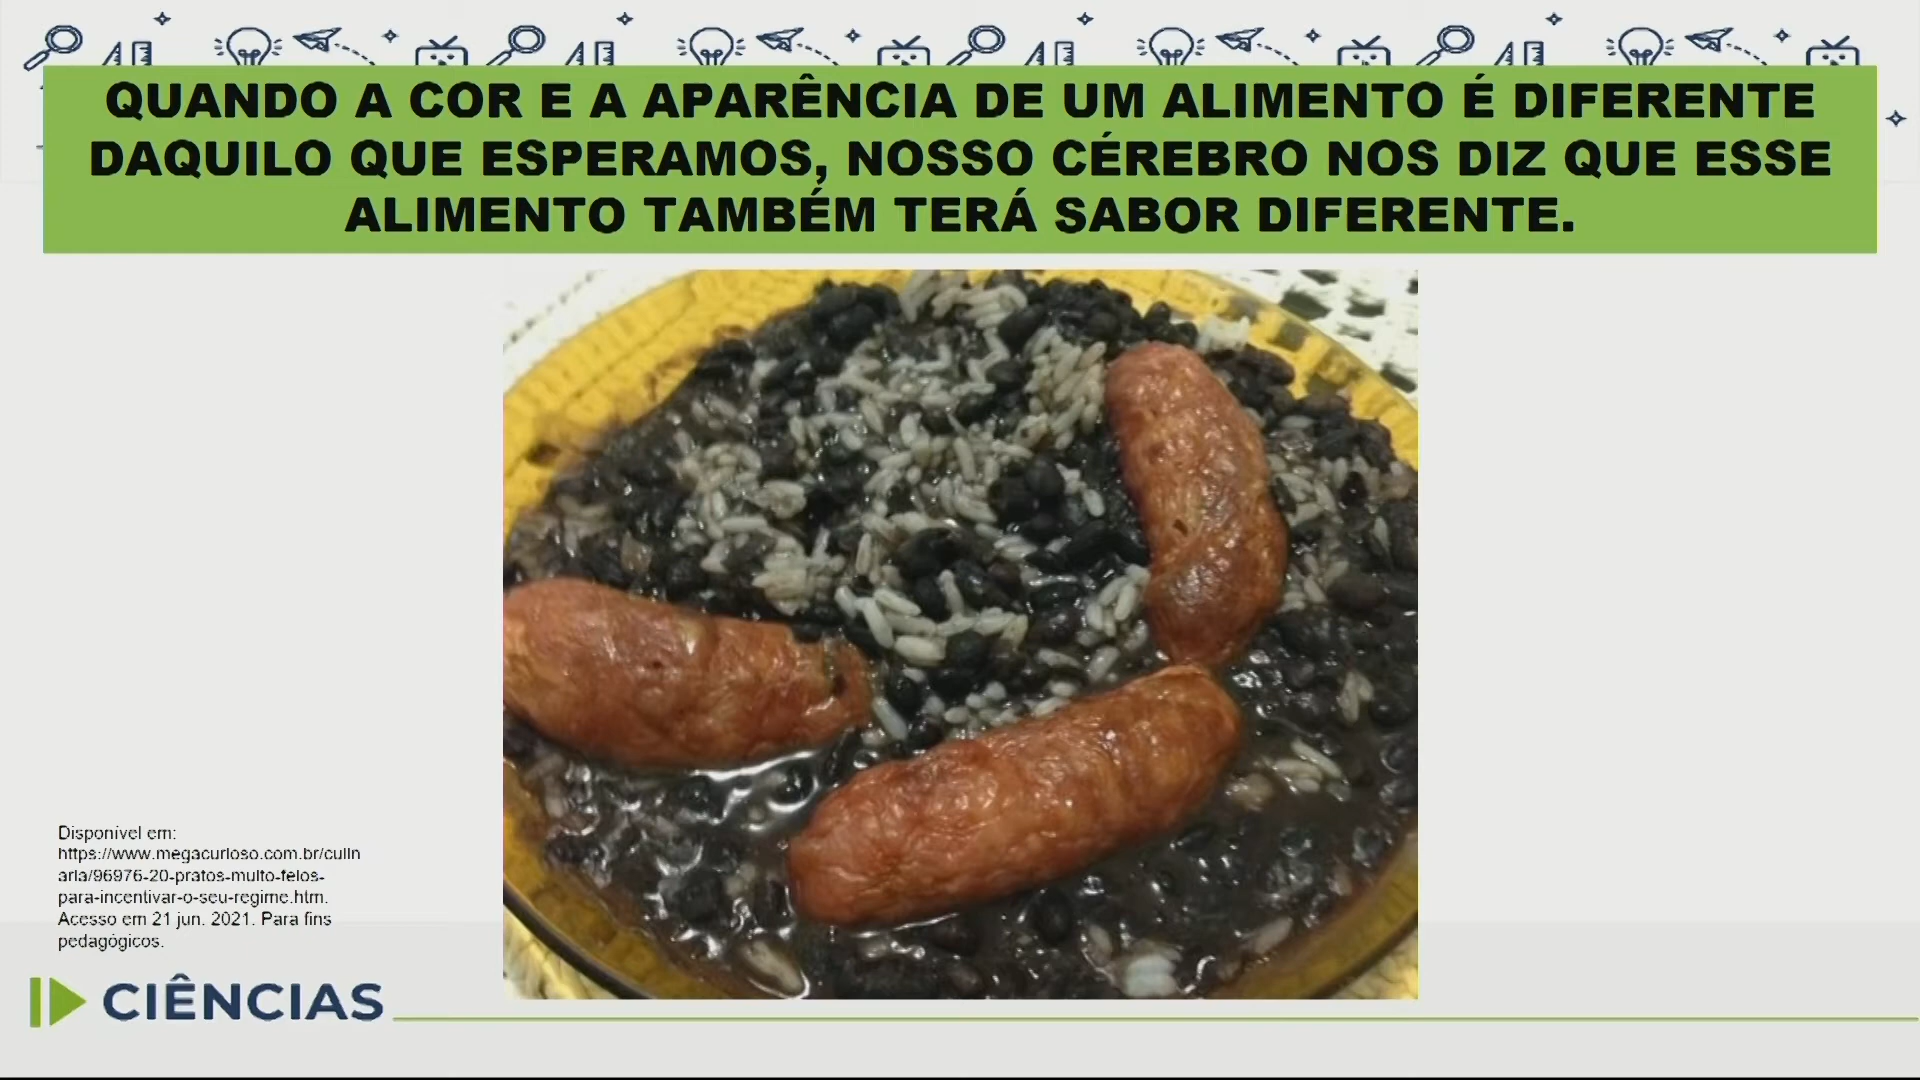 QUANDO A COR E A APARÊNCIA DE UM ALIMENTO É DIFERENTE
DAQUILO QUE ESPERAMOS, NOSSO CÉREBRO NOS DIZ QUE ESSE
ALIMENTO TAMBÉM TERÁ SABOR DIFERENTE.
Disponível em:
https://www.megacurioso.com.br/culin
aria/96976-20-pratos-muito-feios-
para-incentivar-o-seu-regime.htm.
Acesso em 21 jun. 2021. Para fins
pedagógicos.
CIÊNCIAS